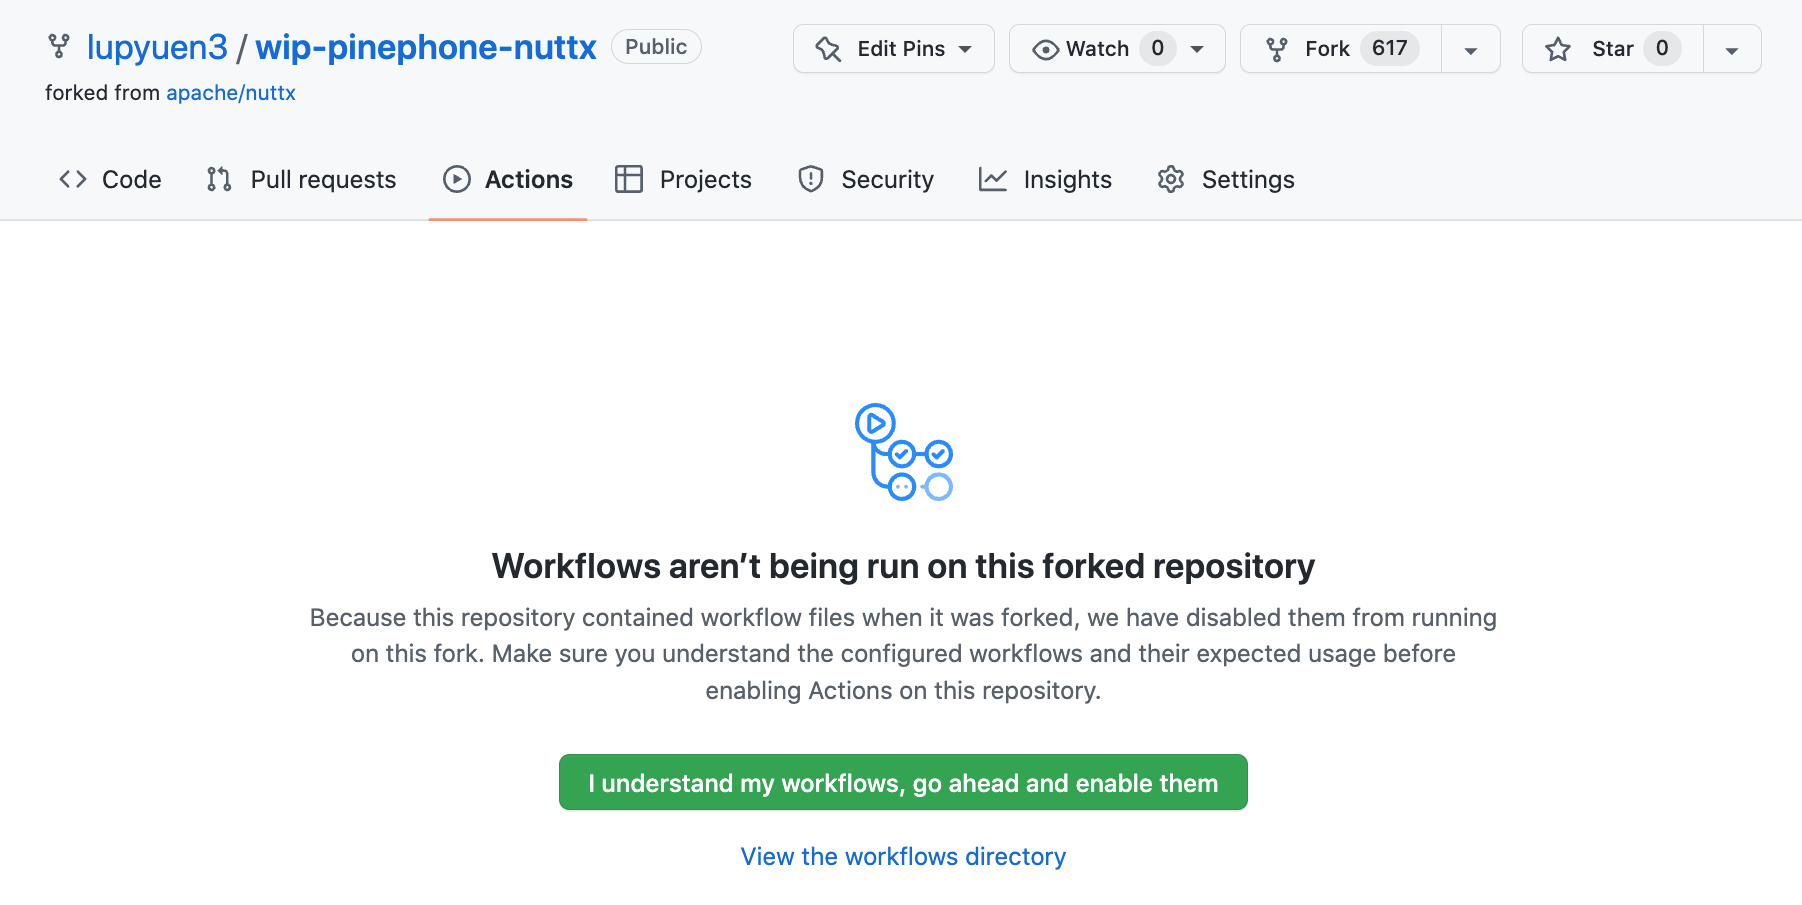 lupyuen3 / wip-pinephone-nuttx Public Edit Pins Watch 0 Fork 617 Star 0
forked from apache/nuttx
Code Pull requests Actions Projects Security Insights Settings
Workflows aren’t being run on this forked repository
Because this repository contained workflow files when it was forked, we have disabled them from running
on this fork. Make sure you understand the configured workflows and their expected usage before
enabling Actions on this repository.
I understand my workflows, go ahead and enable them
View the workflows directory